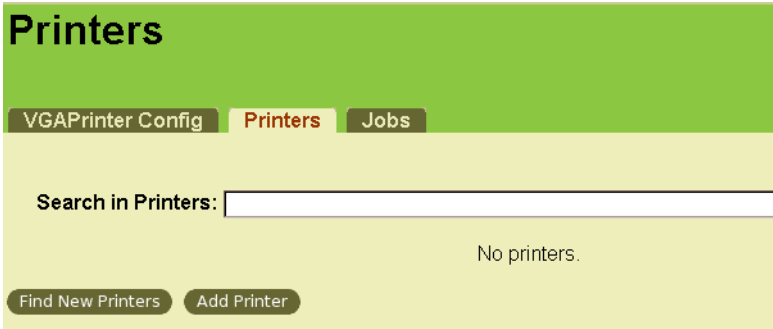 Printers
VGAPrinter Config Printers Jobs
Search in Printers:
No printers.
Find New Printers Add Printer